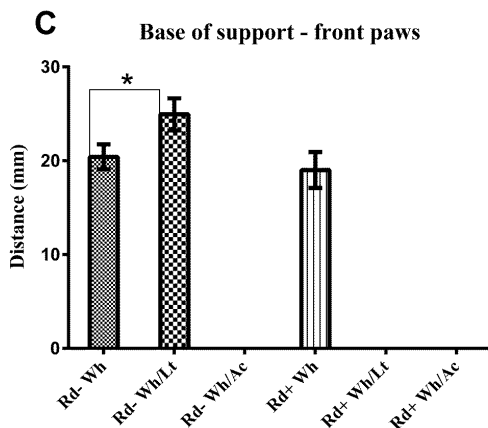 C
Base of support - front paws
*
Distance (mm)
30
20
10
0
Rd- Wh
Rd- Wh/Lt
Rd- Wh/Ac
Rd+ Wh
Rd+ Wh/Lt
Rd+ Wh/Ac